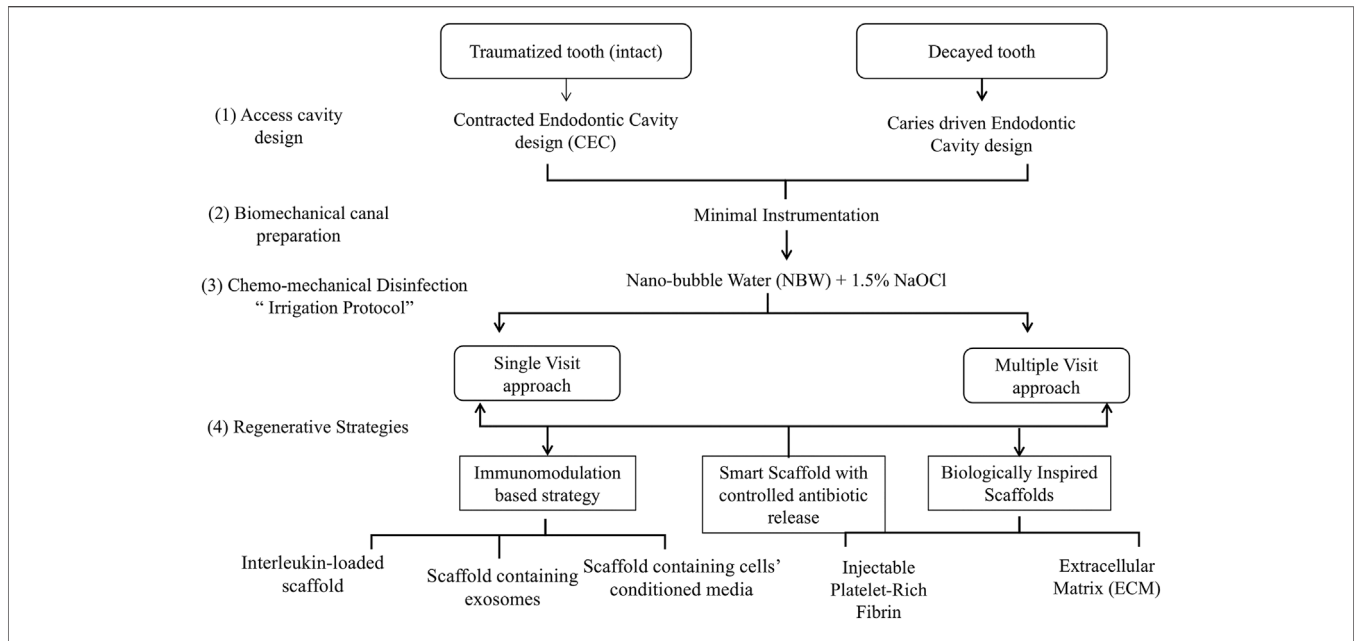 Traumatized tooth (intact)
Decayed tooth
(1) Access cavity
design
Contracted Endodontic Cavity
design (CEC)
Caries driven Endodontic
Cavity design
(2) Biomechanical canal
preparation
Minimal Instrumentation
(3) Chemo-mechanical Disinfection
“ Irrigation Protocol”
Nano-bubble Water (NBW) + 1.5% NaOCl
Single Visit
approach
Multiple Visit
approach
(4) Regenerative Strategies
Immunomodulation
based strategy
Smart Scaffold with
controlled antibiotic
release
Biologically Inspired
Scaffolds
Interleukin-loaded
scaffold
Scaffold containing
exosomes
Scaffold containing cells’
conditioned media
Injectable
Platelet-Rich
Fibrin
Extracellular
Matrix (ECM)